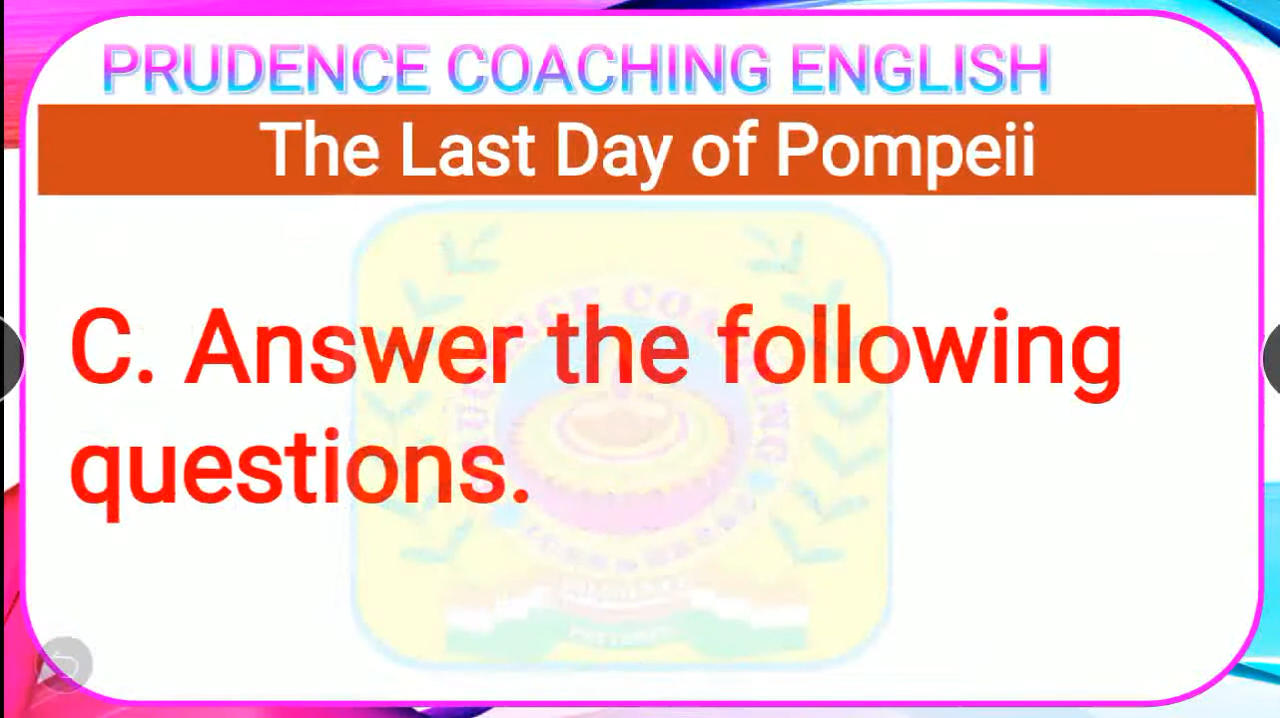 PRUDENCE COACHING ENGLISH
The Last Day of Pompeii
C. Answer the following
questions.